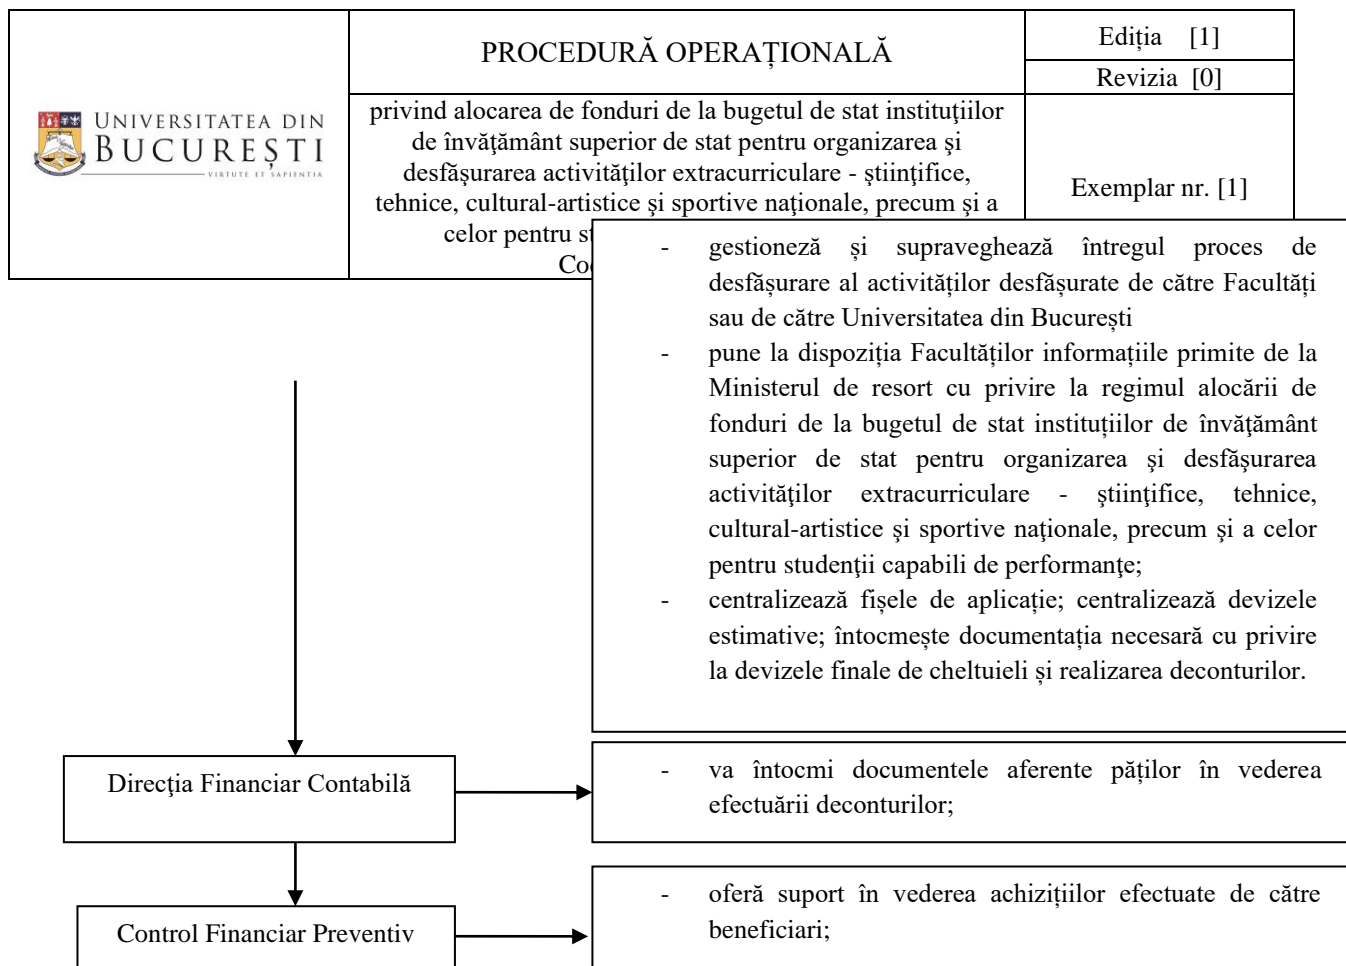 UNIVERSITATEA DIN
BUCUREȘTI
VIRTUTE ET SAPIENTIA
PROCEDURĂ OPERAȚIONALĂ
Ediția [1]
Revizia [0]
privind alocarea de fonduri de la bugetul de stat instituţiilor
de învăţământ superior de stat pentru organizarea şi
desfăşurarea activităţilor extracurriculare - ştiinţifice,
tehnice, cultural-artistice şi sportive naţionale, precum şi a
celor pentru
Exemplar nr. [1]
- gestioneză și supraveghează întregul proces de
desfășurare al activităților desfășurate de către Facultăți
sau de către Universitatea din București
- pune la dispoziția Facultăților informațiile primite de la
Ministerul de resort cu privire la regimul alocării de
fonduri de la bugetul de stat instituțiilor de învăţământ
superior de stat pentru organizarea şi desfăşurarea
activităţilor extracurriculare - ştiinţifice, tehnice,
cultural-artistice şi sportive naţionale, precum şi a celor
pentru studenţii capabili de performanţe;
- centralizează fișele de aplicație; centralizează devizele
estimative; întocmește documentația necesară cu privire
la devizele finale de cheltuieli și realizarea deconturilor.
Direcţia Financiar Contabilă
- va întocmi documentele aferente păților în vederea
efectuării deconturilor;
Control Financiar Preventiv
- oferă suport în vederea achizițiilor efectuate de către
beneficiari;